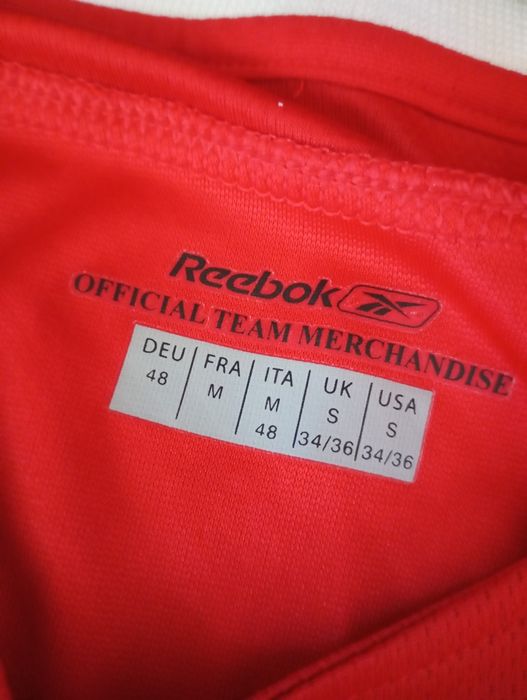 Reebok
OFFICIAL TEAM MERCHANDISE
DEU FRA ITA UK USA
48 M M S S
48 34/36 34/36